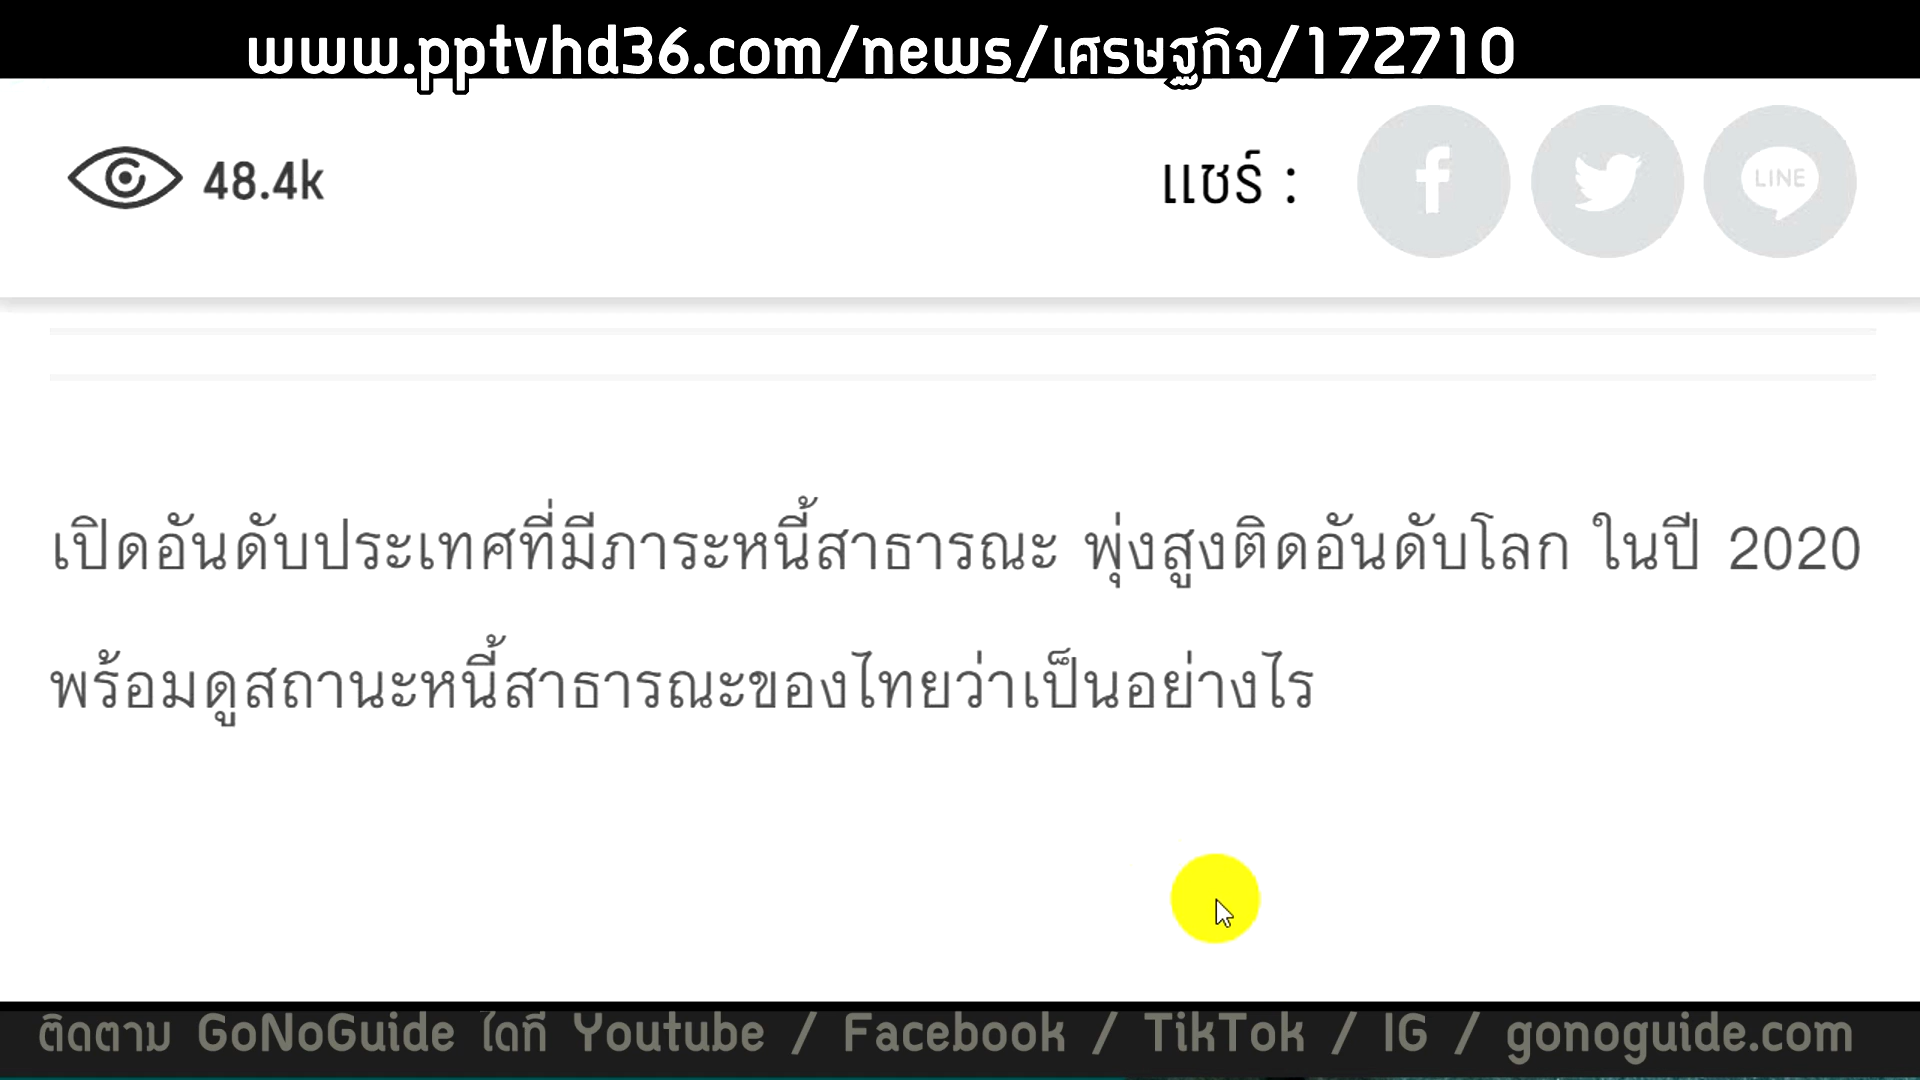 www.pptvhd36.com/news/เศรษฐกิจ/172710
48.4k แชร์ : f LINE
เปิดอันดับประเทศที่มีภาระหนี้สาธารณะ พุ่งสูงติดอันดับโลก ในปี 2020
พร้อมดูสถานะหนี้สาธารณะของไทยว่าเป็นอย่างไร
ติดตาม GoNoGuide ได้ที่ Youtube / Facebook / TikTok / IG / gonoguide.com